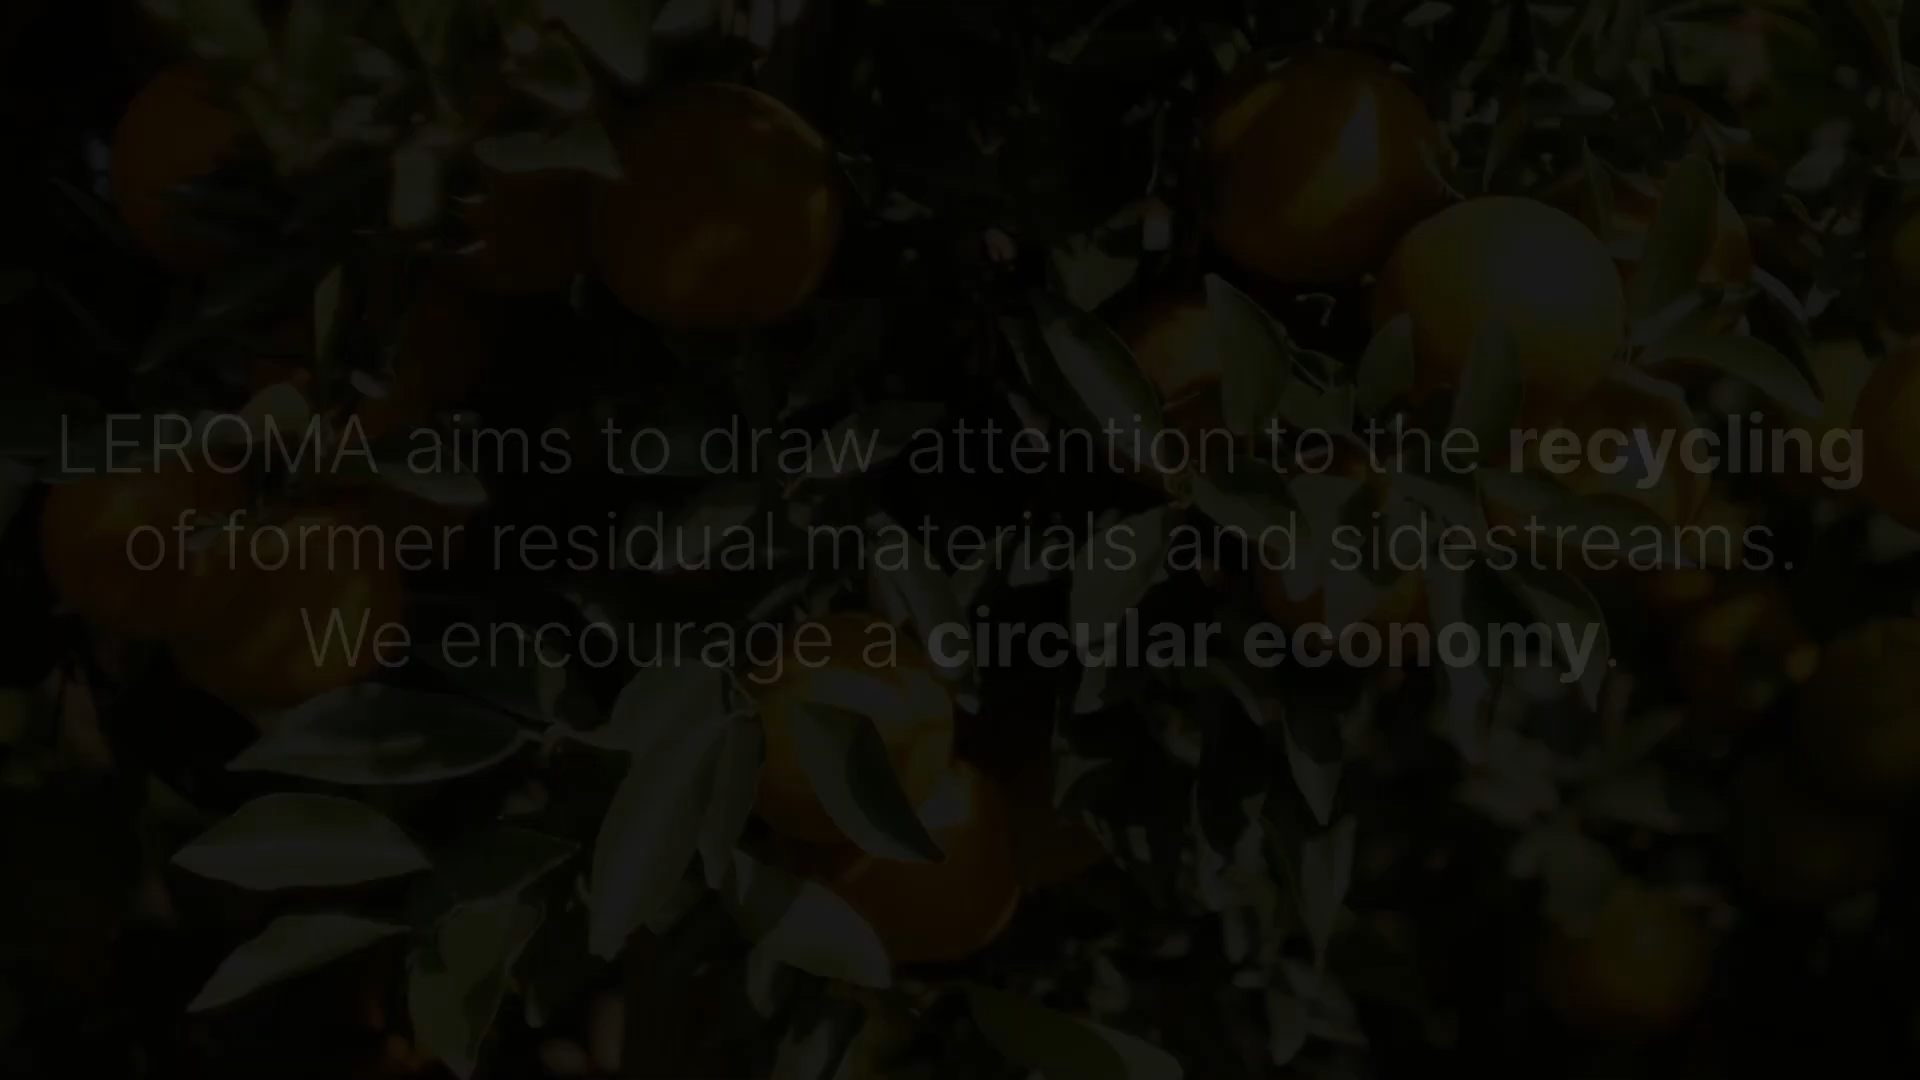 LEROMA aims to draw attention to the recycling
of former residual materials and sidestreams.
We encourage a circular economy.